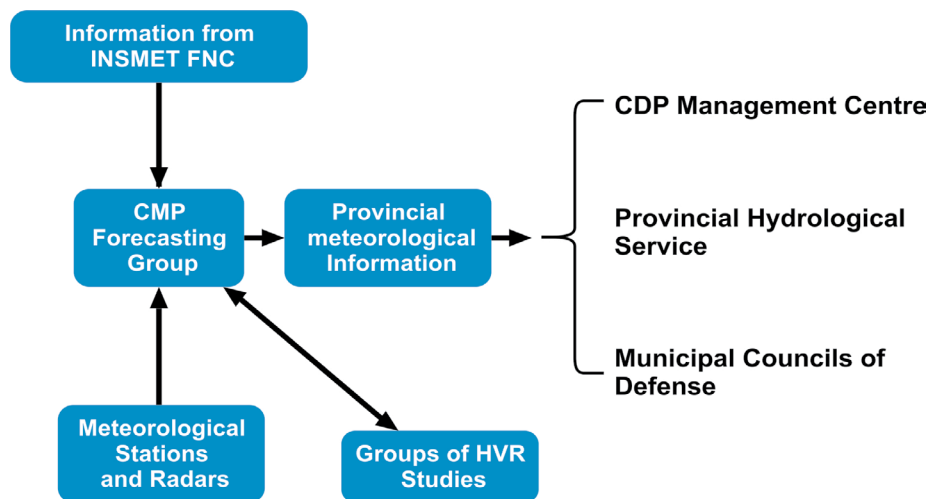 Information from
INSMET FNC
CDP Management Centre
CMP
Forecasting
Group
Provincial
meteorological
Information
Provincial Hydrological
Service
Municipal Councils of
Defense
Meteorological
Stations
and Radars
Groups of HVR
Studies